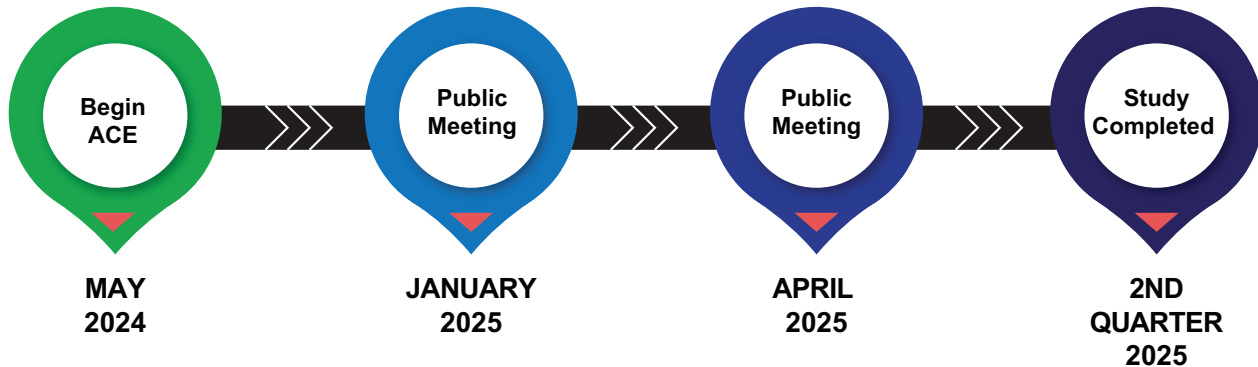 Begin
ACE
Public
Meeting
Public
Meeting
Study
Completed
MAY
2024
JANUARY
2025
APRIL
2025
2ND
QUARTER
2025